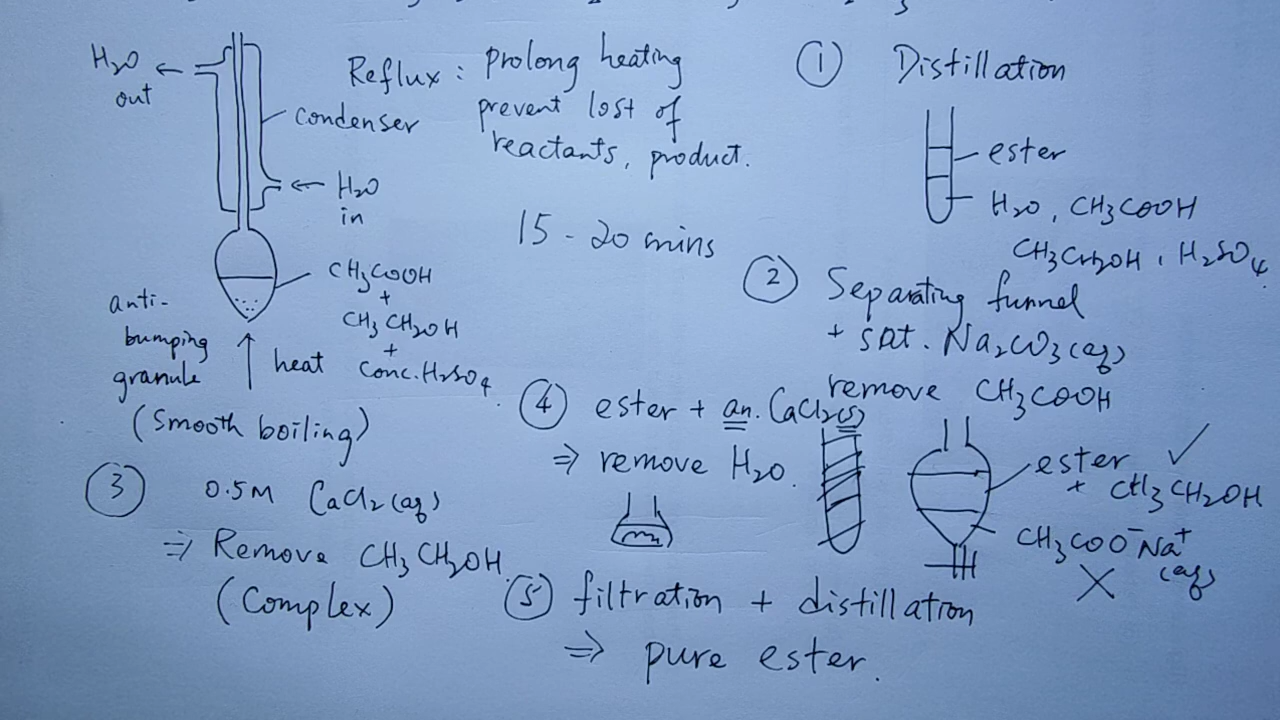 H₂O
out
condenser
H₂O
in
Reflux : prolong heating
prevent lost of
reactants, product.
15 - 20 mins
CH₃COOH
+
CH₃CH₂OH
+
Conc. H₂SO₄
anti-
bumping
granule
heat
(Smooth boiling)
① Distillation
ester
H₂O, CH₃COOH
CH₃CH₂OH, H₂SO₄
② Separating funnel
+ sat. Na₂CO₃(aq)
remove CH₃COOH
ester ✓
+ CH₃CH₂OH
CH₃COO⁻Na⁺
(aq)
X
③ 0.5M CaCl₂(aq)
⇒ Remove CH₃CH₂OH.
(Complex)
④ ester + an. CaCl₂(s)
⇒ remove H₂O.
⑤ filtration + distillation
⇒ pure ester.